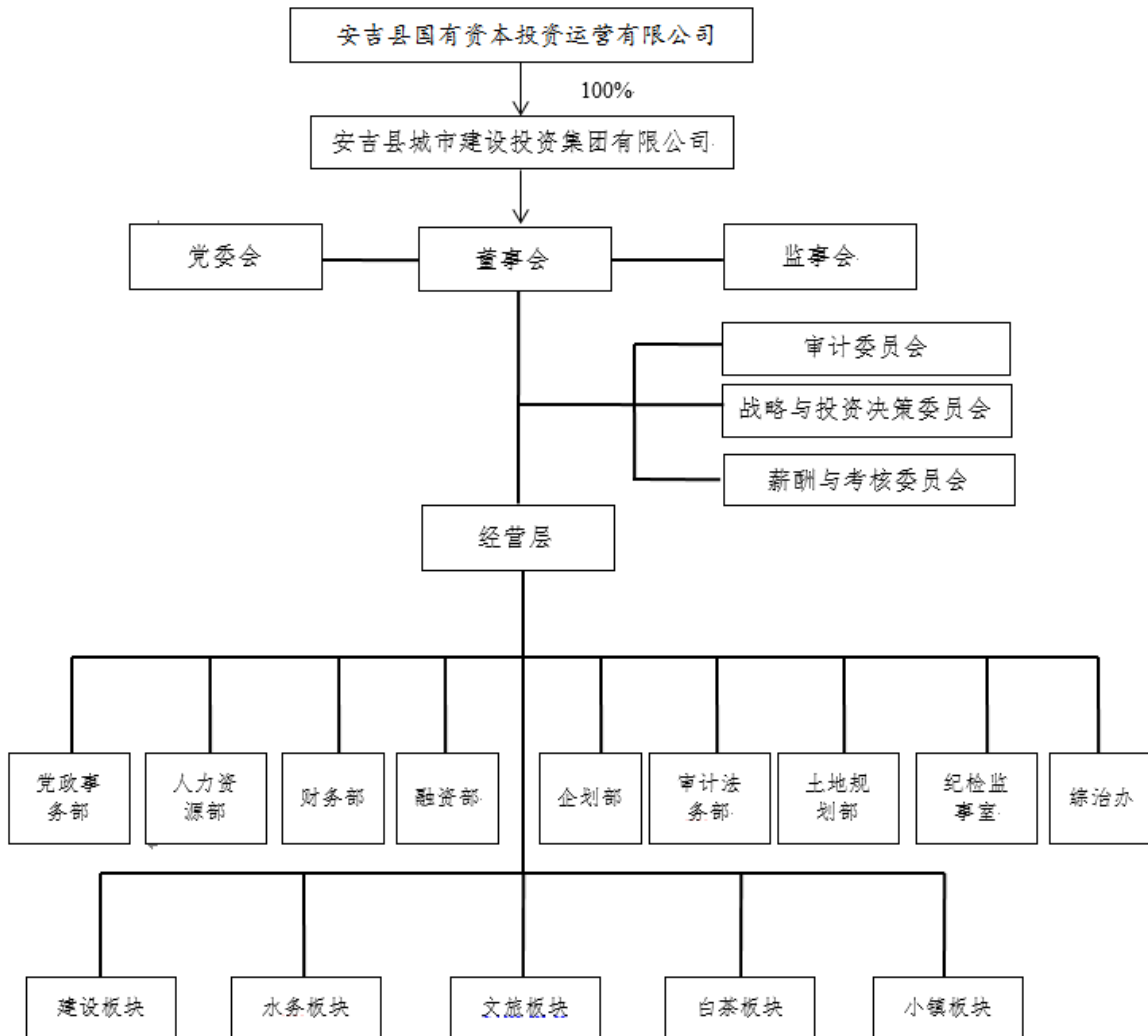 安吉县国有资本投资运营有限公司
100%
安吉县城市建设投资集团有限公司
党委会
董事会
监事会
审计委员会
战略与投资决策委员会
薪酬与考核委员会
经营层
党政事
务部
人力资
源部
财务部
融资部
企划部
审计法
务部
土地规
划部
纪检监
事室
综治办
建设板块
水务板块
文旅板块
白茶板块
小镇板块